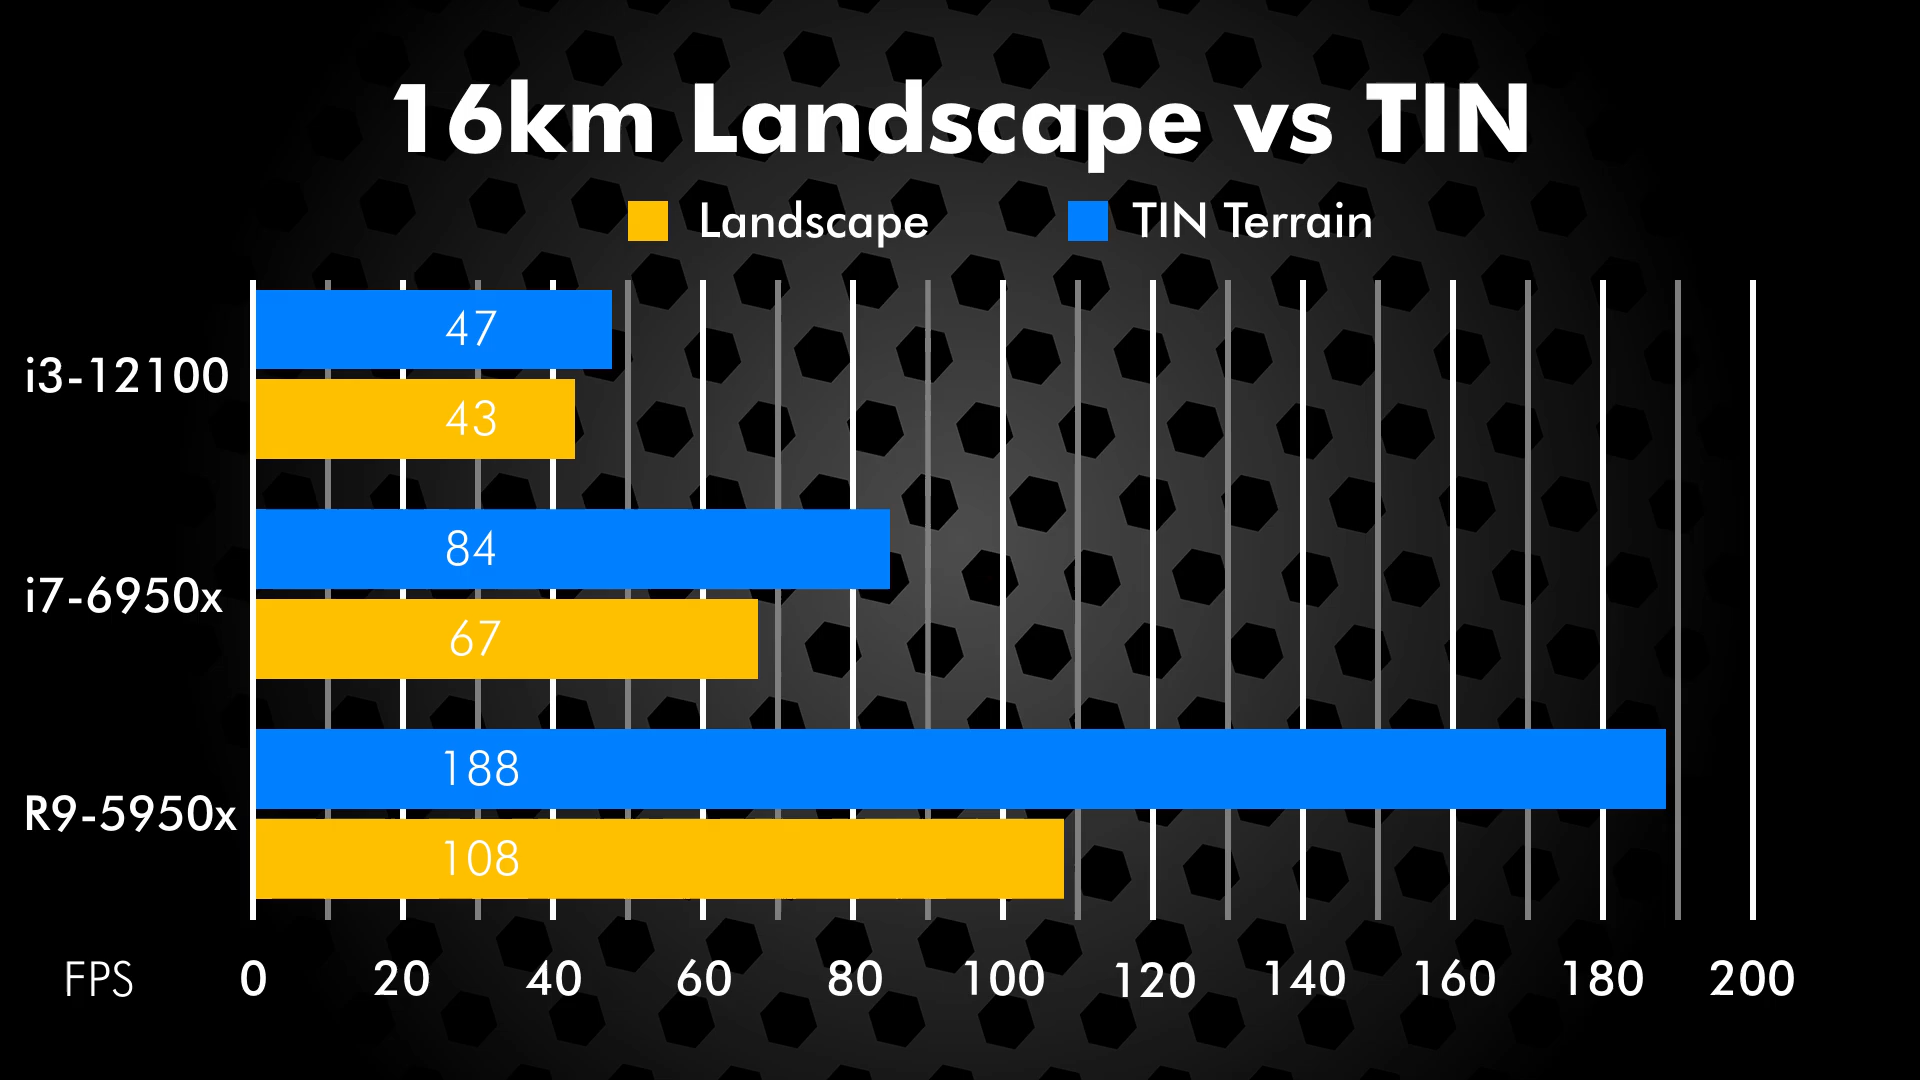 16km Landscape vs TIN
Landscape TIN Terrain
47
i3-12100
43
84
i7-6950x
67
188
R9-5950x
108
FPS 0 20 40 60 80 100 120 140 160 180 200